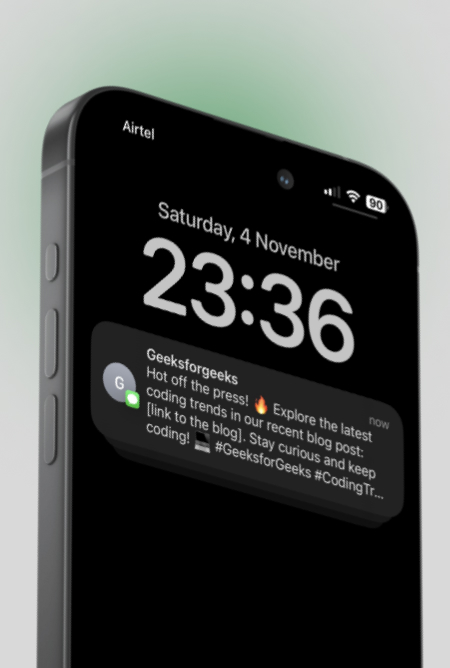 Airtel
90
Saturday, 4 November
23:36
Geeksforgeeks
now
G
Hot off the press! 🔥 Explore the latest
coding trends in our recent blog post:
[link to the blog]. Stay curious and keep
coding! 💻 #GeeksforGeeks #CodingTr...